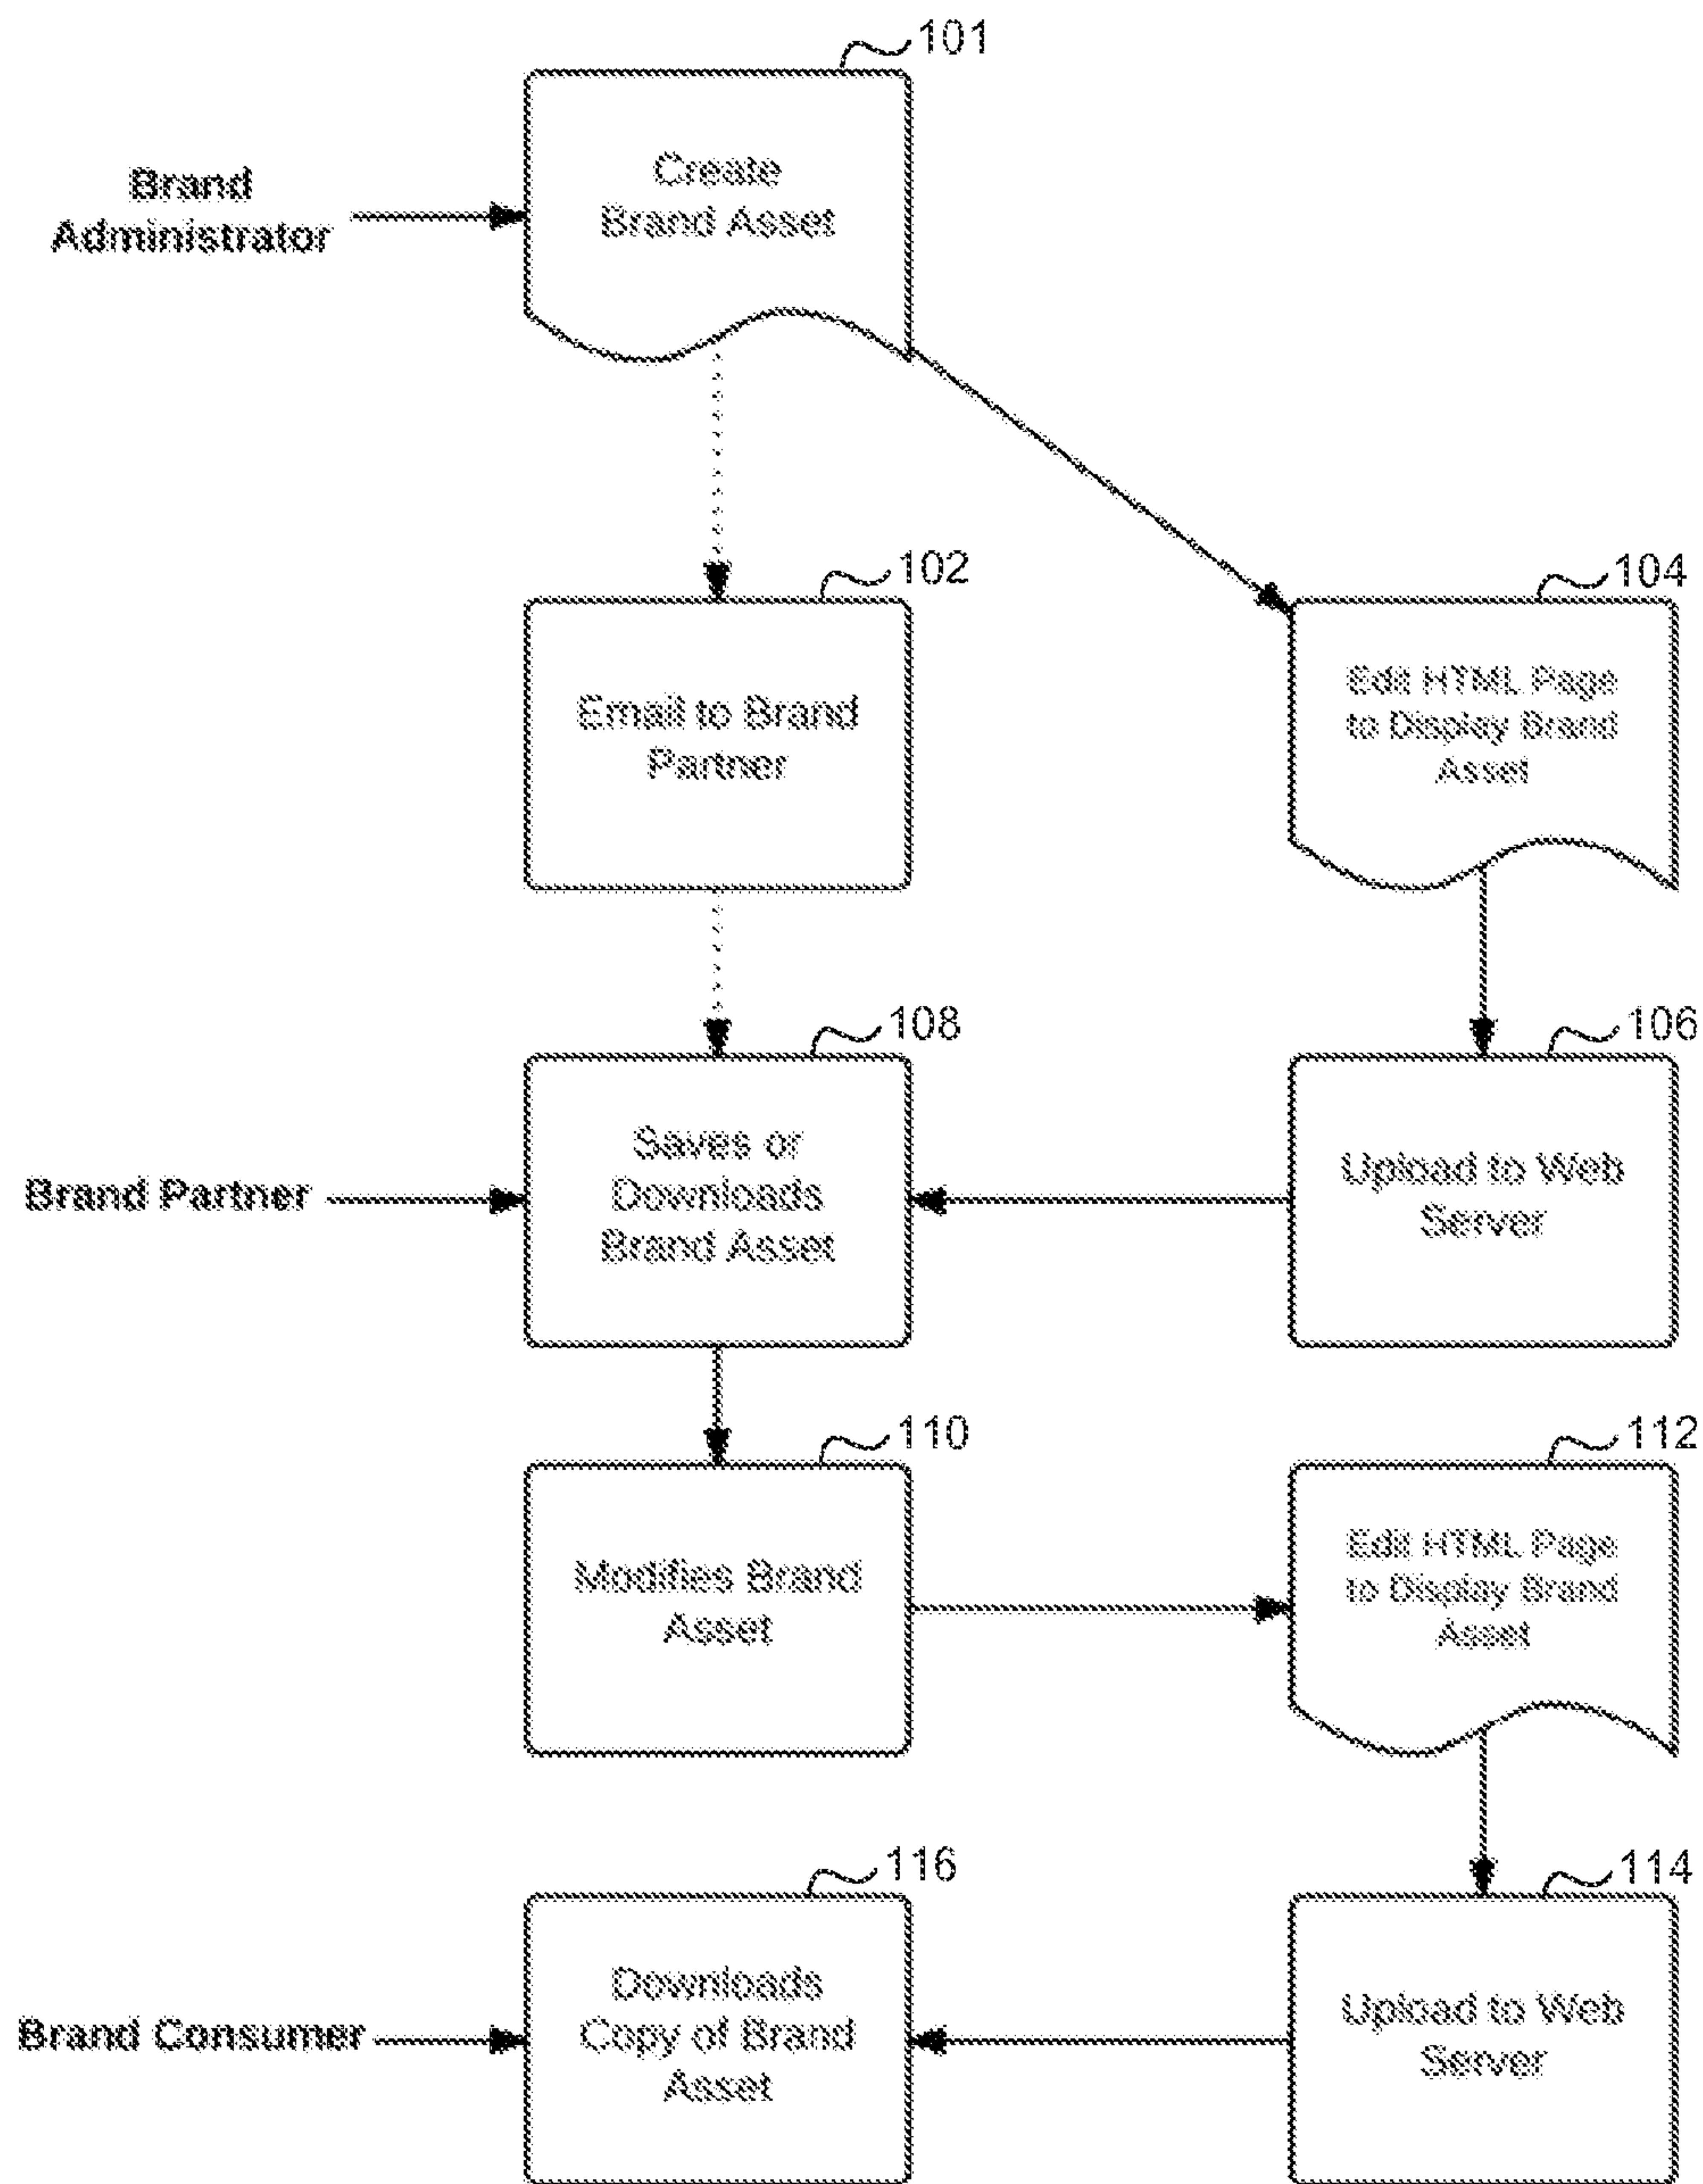 101
Brand
Administrator
Create
Brand Asset
102
Email to Brand
Partner
104
Edit HTML Page
to Display Brand
Asset
108
Brand Partner
Saves or
Downloads
Brand Asset
106
Upload to Web
Server
110
Modifies Brand
Asset
112
Edit HTML Page
to Display Brand
Asset
116
Brand Consumer
Downloads
Copy of Brand
Asset
114
Upload to Web
Server